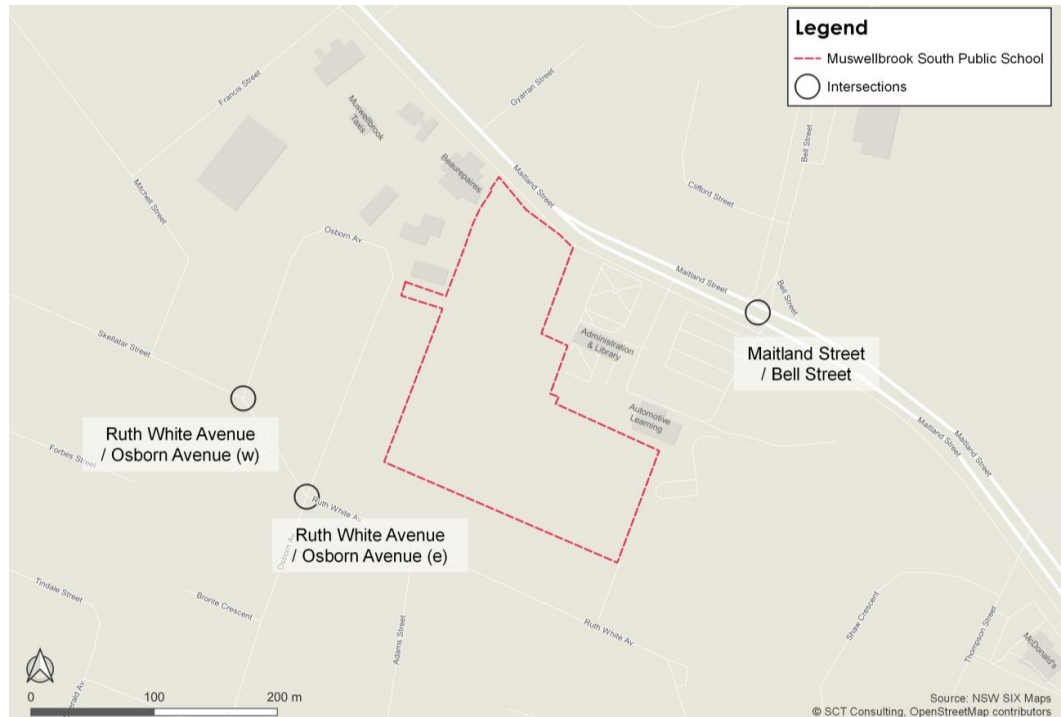 Legend
Muswellbrook South Public School
Intersections
Francis Street
Muswellbrook
Taxis
Gyarran Street
Bell Street
Beaurepaires
Maitland Street
Mitchell Street
Clifford Street
Osborn Av
Maitland Street
Bell Street
Skellatar Street
Administration
& Library
Maitland Street
/ Bell Street
Automotive
Learning
Maitland Street
Maitland Street
Ruth White Avenue
/ Osborn Avenue (w)
Forbes Street
Ruth White Av
Ruth White Avenue
/ Osborn Avenue (e)
Osborn Av
Tindale Street
Bronte Crescent
Adams Street
Ruth White Av
Shaw Crescent
Thompson Street
McDonald's
0 100 200 m
Source: NSW SIX Maps
© SCT Consulting, OpenStreetMap contributors